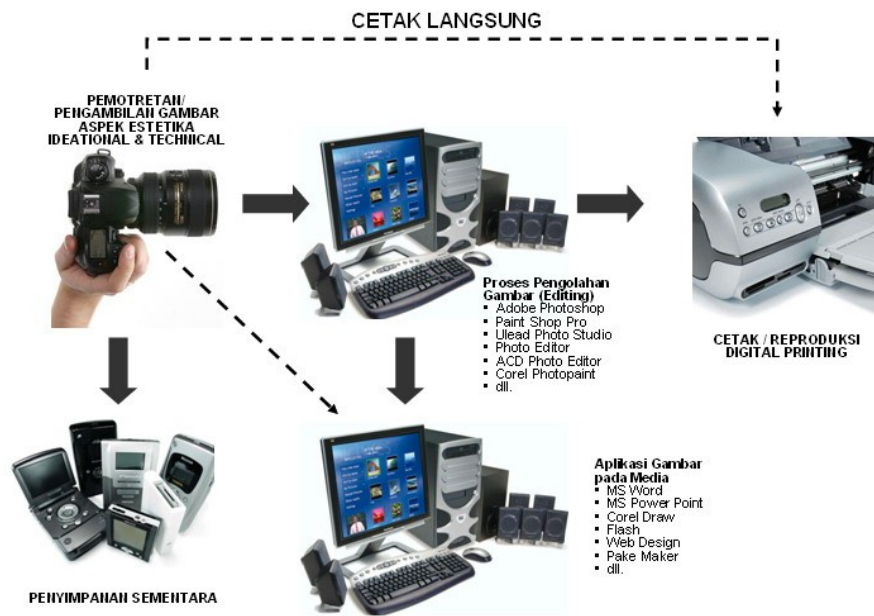 CETAK LANGSUNG
PEMOTRETAN/
PENGAMBILAN GAMBAR
ASPEK ESTETIKA
IDEATIONAL & TECHNICAL
Proses Pengolahan
Gambar (Editing)
▪ Adobe Photoshop
▪ Paint Shop Pro
▪ Ulead Photo Studio
▪ Photo Editor
▪ ACD Photo Editor
▪ Corel Photopaint
▪ dll.
CETAK / REPRODUKSI
DIGITAL PRINTING
Aplikasi Gambar
pada Media
▪ MS Word
▪ MS Power Point
▪ Corel Draw
▪ Flash
▪ Web Design
▪ Pake Maker
▪ dll.
PENYIMPANAN SEMENTARA